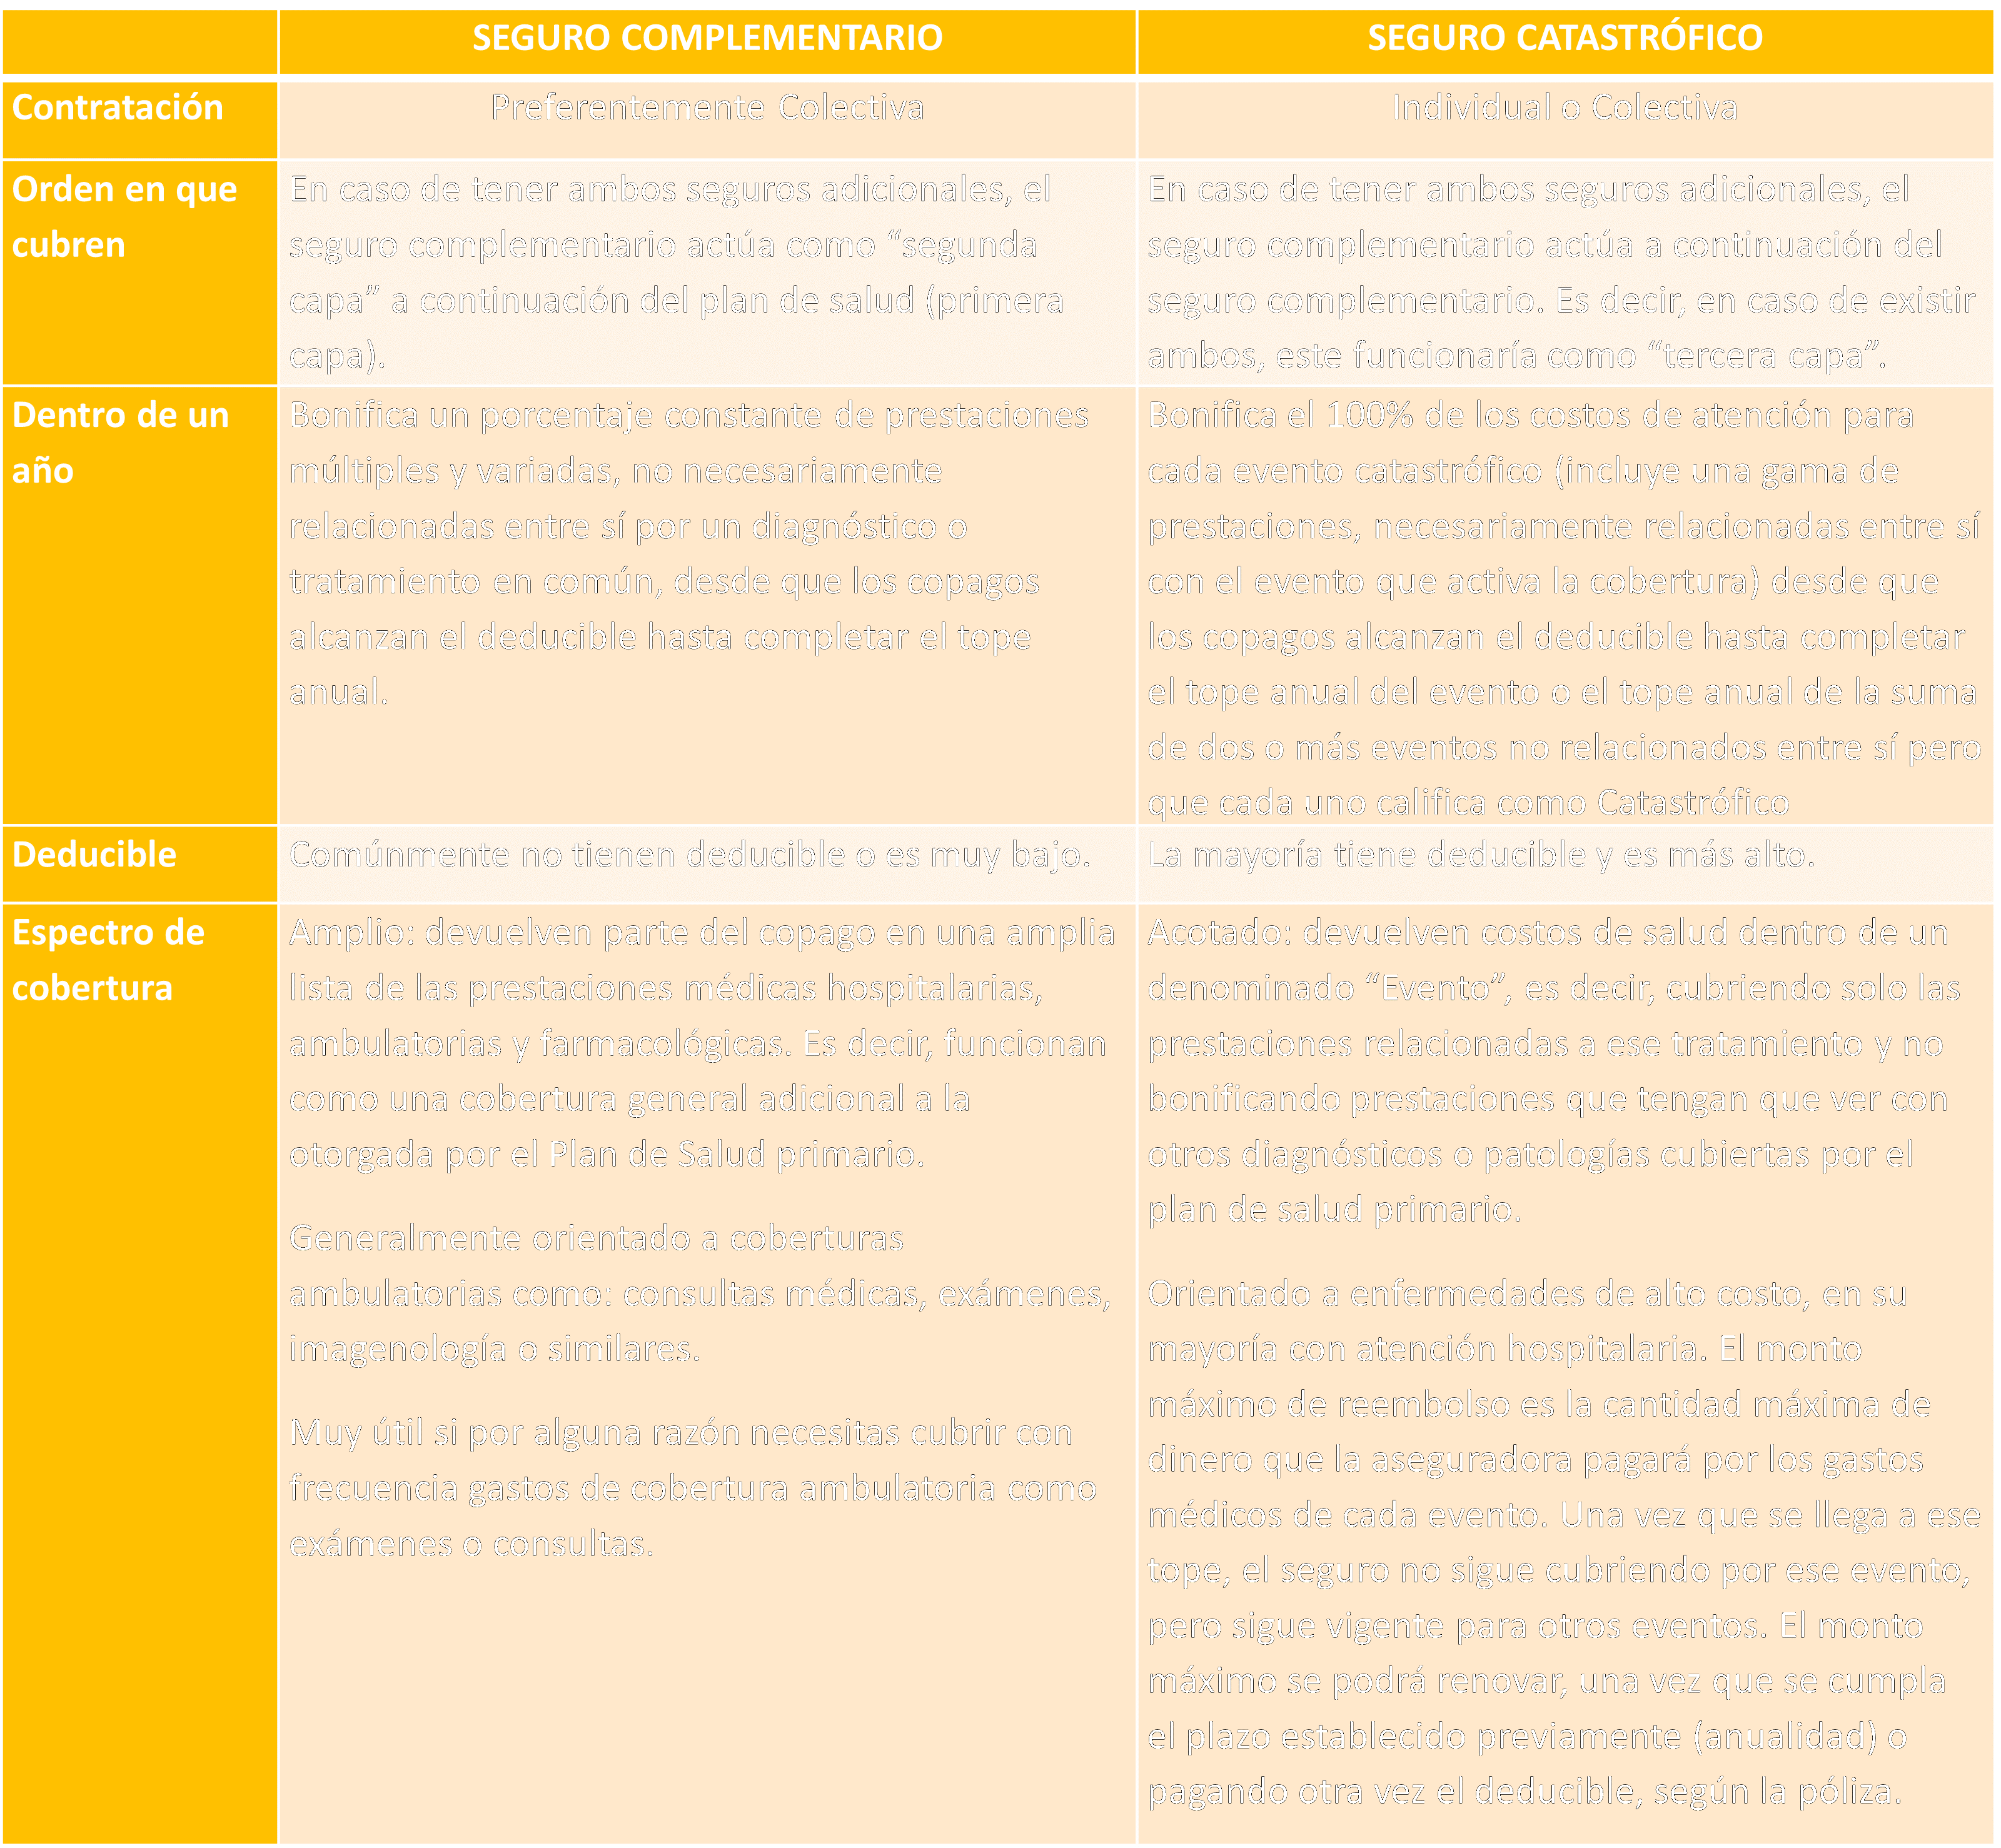 SEGURO COMPLEMENTARIO
SEGURO CATASTRÓFICO
Contratación
Preferentemente Colectiva
Individual o Colectiva
Orden en que
cubren
En caso de tener ambos seguros adicionales, el
seguro complementario actúa como “segunda
capa” a continuación del plan de salud (primera
capa).
En caso de tener ambos seguros adicionales, el
seguro complementario actúa a continuación del
seguro complementario. Es decir, en caso de existir
ambos, este funcionaría como “tercera capa”.
Dentro de un
año
Bonifica un porcentaje constante de prestaciones
múltiples y variadas, no necesariamente
relacionadas entre sí por un diagnóstico o
tratamiento en común, desde que los copagos
alcanzan el deducible hasta completar el tope
anual.
Bonifica el 100% de los costos de atención para
cada evento catastrófico (incluye una gama de
prestaciones, necesariamente relacionadas entre sí
con el evento que activa la cobertura) desde que
los copagos alcanzan el deducible hasta completar
el tope anual del evento o el tope anual de la suma
de dos o más eventos no relacionados entre sí pero
que cada uno califica como Catastrófico
Deducible
Comúnmente no tienen deducible o es muy bajo.
La mayoría tiene deducible y es más alto.
Espectro de
cobertura
Amplio: devuelven parte del copago en una amplia
lista de las prestaciones médicas hospitalarias,
ambulatorias y farmacológicas. Es decir, funcionan
como una cobertura general adicional a la
otorgada por el Plan de Salud primario.
Generalmente orientado a coberturas
ambulatorias como: consultas médicas, exámenes,
imagenología o similares.
Muy útil si por alguna razón necesitas cubrir con
frecuencia gastos de cobertura ambulatoria como
exámenes o consultas.
Acotado: devuelven costos de salud dentro de un
denominado “Evento”, es decir, cubriendo solo las
prestaciones relacionadas a ese tratamiento y no
bonificando prestaciones que tengan que ver con
otros diagnósticos o patologías cubiertas por el
plan de salud primario.
Orientado a enfermedades de alto costo, en su
mayoría con atención hospitalaria. El monto
máximo de reembolso es la cantidad máxima de
dinero que la aseguradora pagará por los gastos
médicos de cada evento. Una vez que se llega a ese
tope, el seguro no sigue cubriendo por ese evento,
pero sigue vigente para otros eventos. El monto
máximo se podrá renovar, una vez que se cumpla
el plazo establecido previamente (anualidad) o
pagando otra vez el deducible, según la póliza.